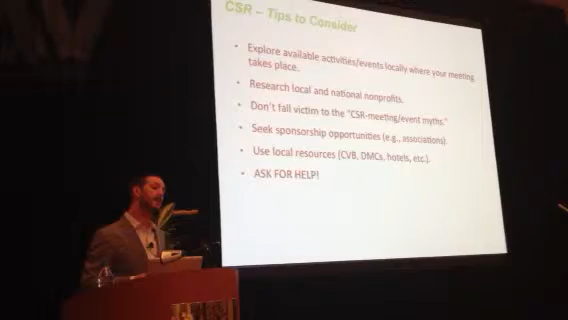 CSR – Tips to Consider
• Explore available activities/events locally where your meeting
takes place.
• Research local and national nonprofits.
• Don't fall victim to the "CSR-meeting/event myths."
• Seek sponsorship opportunities (e.g., associations).
• Use local resources (CVB, DMCs, hotels, etc.).
• ASK FOR HELP!